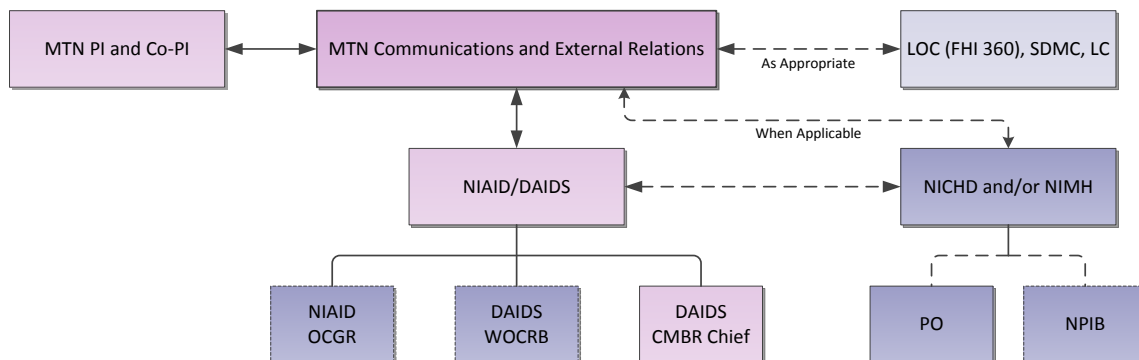 MTN PI and Co-PI
MTN Communications and External Relations
LOC (FHI 360), SDMC, LC
As Appropriate
When Applicable
NIAID/DAIDS
NICHD and/or NIMH
NIAID
OCGR
DAIDS
WOCRB
DAIDS
CMBR Chief
PO
NPIB